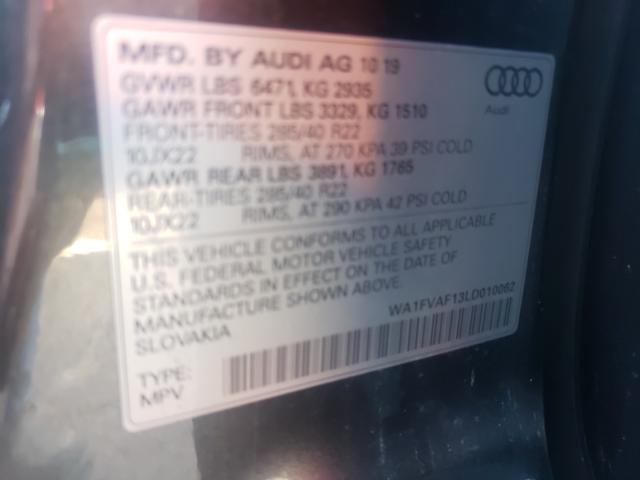 MFD. BY AUDI AG 10 19
GVWR LBS 6471, KG 2935
GAWR FRONT LBS 3329, KG 1510
FRONT-TIRES 285/40 R22
10JX22 RIMS, AT 270 KPA 39 PSI COLD
GAWR REAR LBS 3891, KG 1765
REAR-TIRES 285/40 R22
10JX22 RIMS, AT 290 KPA 42 PSI COLD
Audi
THIS VEHICLE CONFORMS TO ALL APPLICABLE
U.S. FEDERAL MOTOR VEHICLE SAFETY
STANDARDS IN EFFECT ON THE DATE OF
MANUFACTURE SHOWN ABOVE.
SLOVAKIA
WA1FVAF13LD010062
TYPE:
MPV